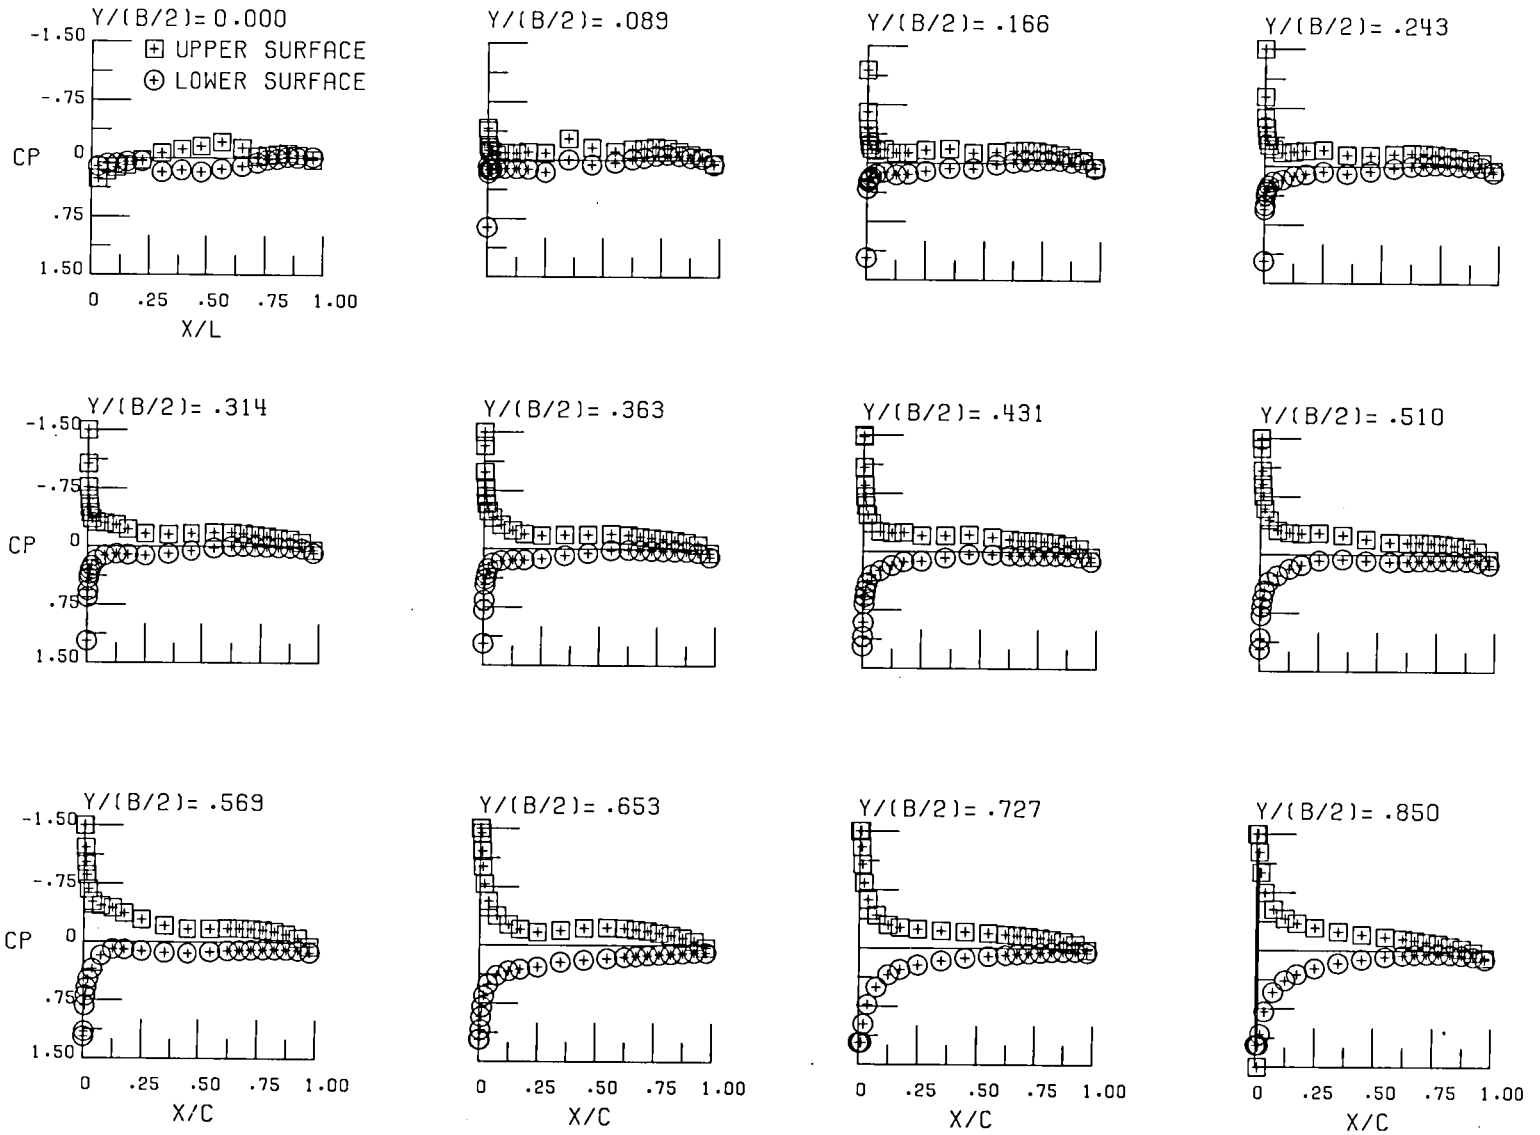 Y/(B/2)= 0.000
Y/(B/2)= .089
Y/(B/2)= .166
Y/(B/2)= .243
-1.50
UPPER SURFACE
LOWER SURFACE
-.75
CP
0
.75
1.50
0 .25 .50 .75 1.00
X/L
Y/(B/2)= .314
Y/(B/2)= .363
Y/(B/2)= .431
Y/(B/2)= .510
-1.50
-.75
CP
0
.75
1.50
Y/(B/2)= .569
Y/(B/2)= .653
Y/(B/2)= .727
Y/(B/2)= .850
-1.50
-.75
CP
0
.75
1.50
0 .25 .50 .75 1.00
0 .25 .50 .75 1.00
0 .25 .50 .75 1.00
0 .25 .50 .75 1.00
X/C
X/C
X/C
X/C